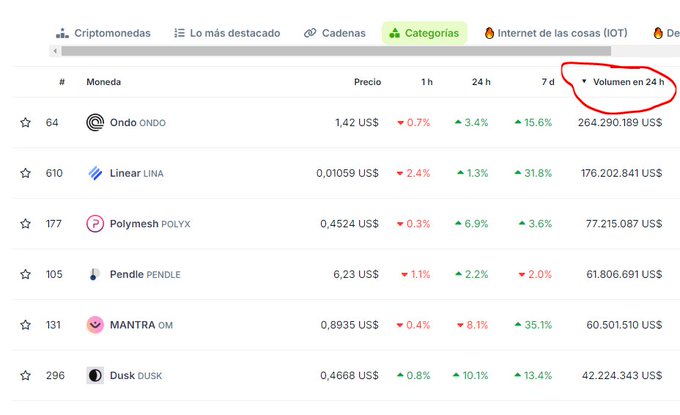 Criptomonedas Lo más destacado Cadenas Categorías Internet de las cosas (IOT) De
# Moneda Precio 1 h 24 h 7 d Volumen en 24 h
64 Ondo ONDO 1,42 US$ 0.7% 3.4% 15.6% 264.290.189 US$
610 Linear LINA 0,01059 US$ 2.4% 1.3% 31.8% 176.202.841 US$
177 Polymesh POLYX 0,4524 US$ 0.3% 6.9% 3.6% 77.215.087 US$
105 Pendle PENDLE 6,23 US$ 1.1% 2.2% 2.0% 61.806.691 US$
131 MANTRA OM 0,8935 US$ 0.4% 8.1% 35.1% 60.501.510 US$
296 Dusk DUSK 0,4668 US$ 0.8% 10.1% 13.4% 42.224.343 US$